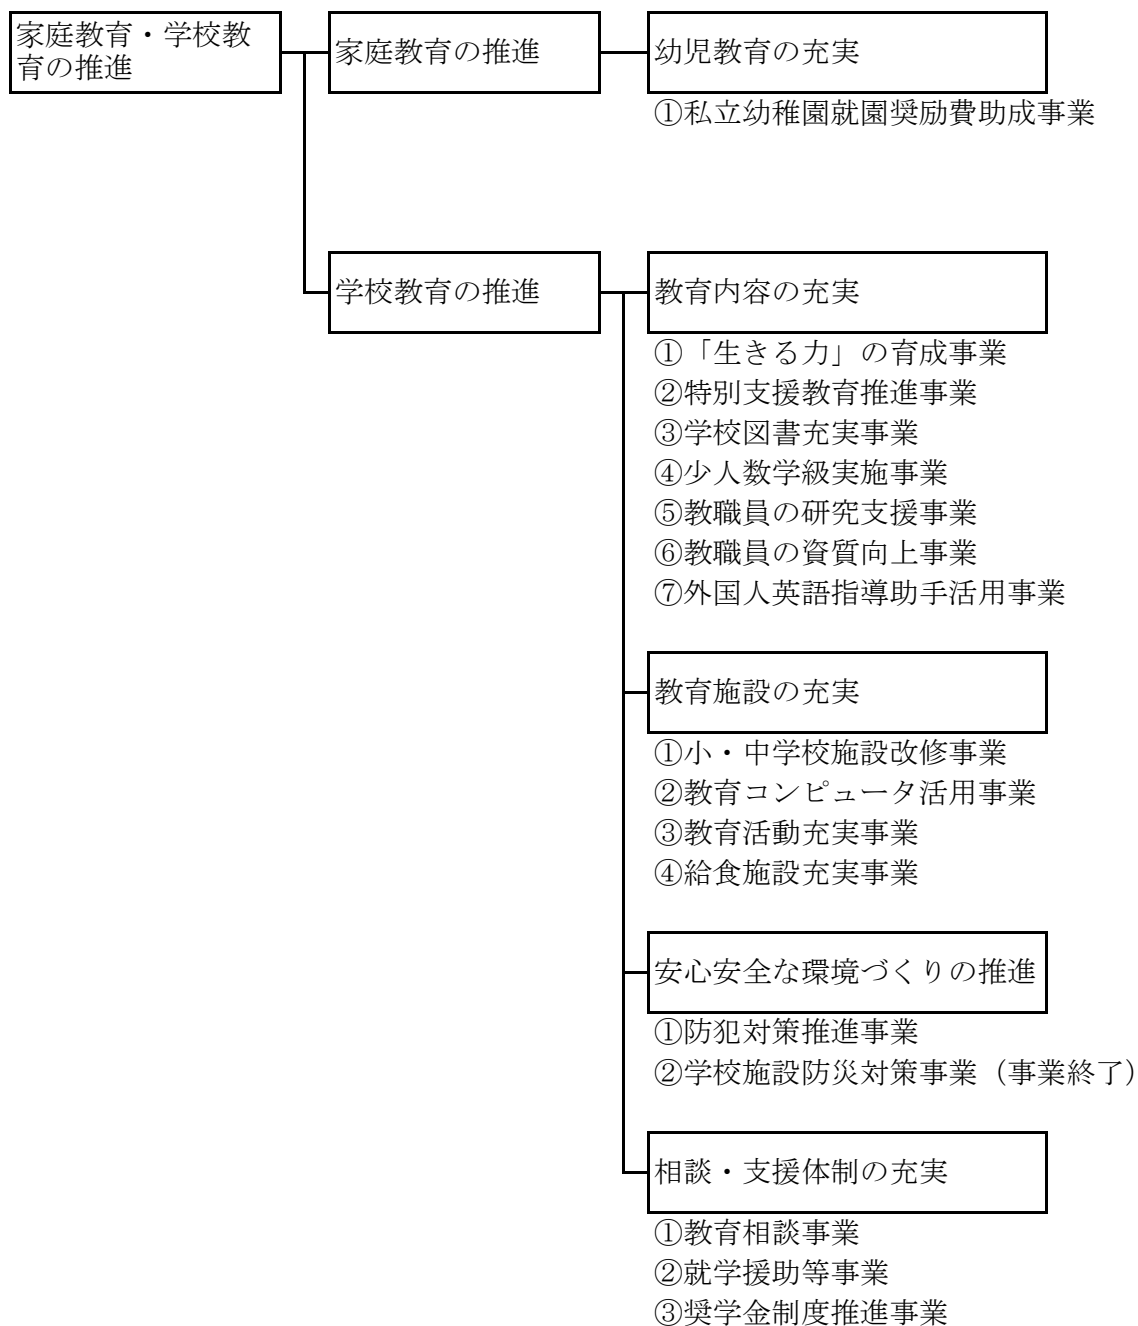 家庭教育・学校教
育の推進
家庭教育の推進
幼児教育の充実
①私立幼稚園就園奨励費助成事業
学校教育の推進
教育内容の充実
①「生きる力」の育成事業
②特別支援教育推進事業
③学校図書充実事業
④少人数学級実施事業
⑤教職員の研究支援事業
⑥教職員の資質向上事業
⑦外国人英語指導助手活用事業
教育施設の充実
①小・中学校施設改修事業
②教育コンピュータ活用事業
③教育活動充実事業
④給食施設充実事業
安心安全な環境づくりの推進
①防犯対策推進事業
②学校施設防災対策事業（事業終了）
相談・支援体制の充実
①教育相談事業
②就学援助等事業
③奨学金制度推進事業